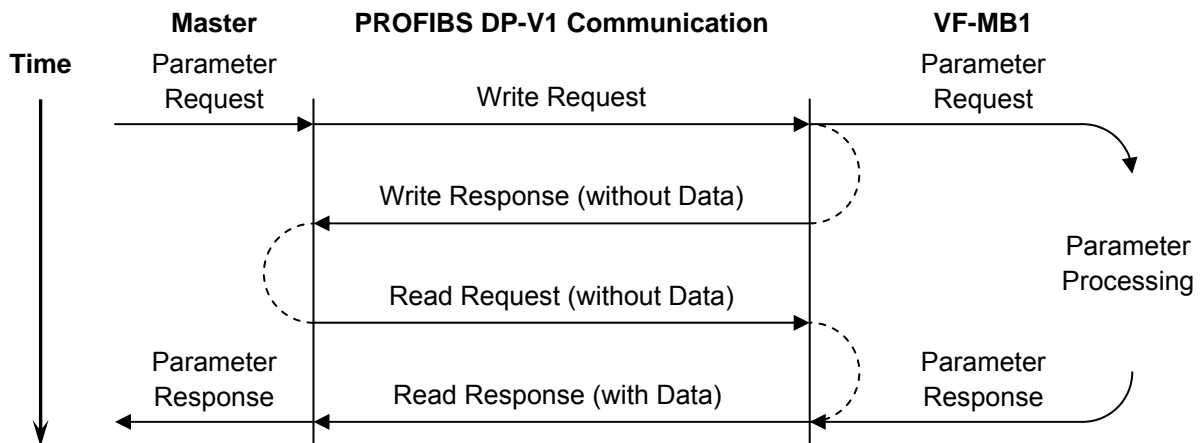 Master
PROFIBS DP-V1 Communication
VF-MB1
Time
Parameter
Request
Write Request
Parameter
Request
Write Response (without Data)
Parameter
Processing
Read Request (without Data)
Parameter
Response
Read Response (with Data)
Parameter
Response